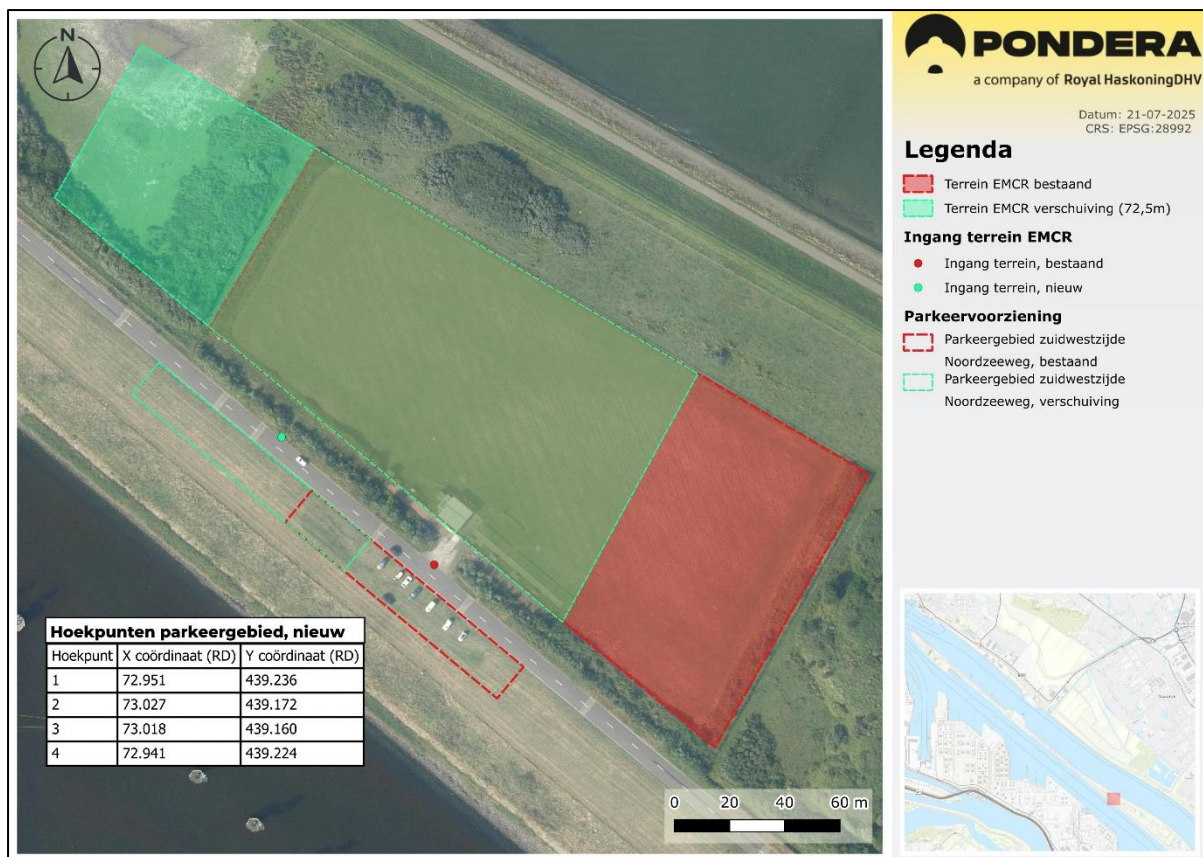 N
PONDERA
a company of Royal HaskoningDHV
Datum: 21-07-2025
CRS: EPSG:28992
Legenda
Terrein EMCR bestaand
Terrein EMCR verschuiving (72,5m)
Ingang terrein EMCR
Ingang terrein, bestaand
Ingang terrein, nieuw
Parkeervoorziening
Parkeergebied zuidwestzijde
Noordzeeweg, bestaand
Parkeergebied zuidwestzijde
Noordzeeweg, verschuiving
Hoekpunten parkeergebied, nieuw
Hoekpunt X coördinaat (RD) Y coördinaat (RD)
1 72.951 439.236
2 73.027 439.172
3 73.018 439.160
4 72.941 439.224
0 20 40 60 m